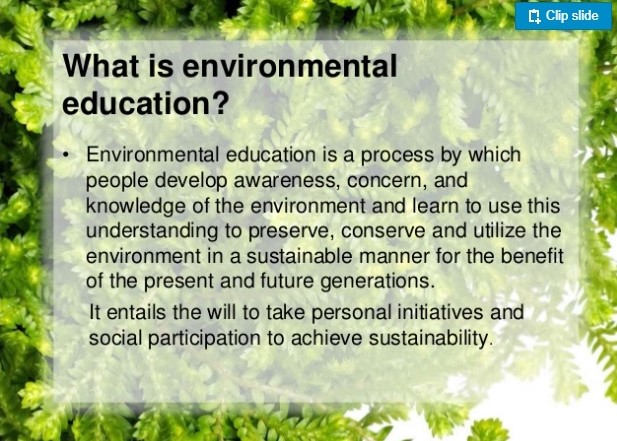 Clip slide
What is environmental
education?
• Environmental education is a process by which
people develop awareness, concern, and
knowledge of the environment and learn to use this
understanding to preserve, conserve and utilize the
environment in a sustainable manner for the benefit
of the present and future generations.
It entails the will to take personal initiatives and
social participation to achieve sustainability.